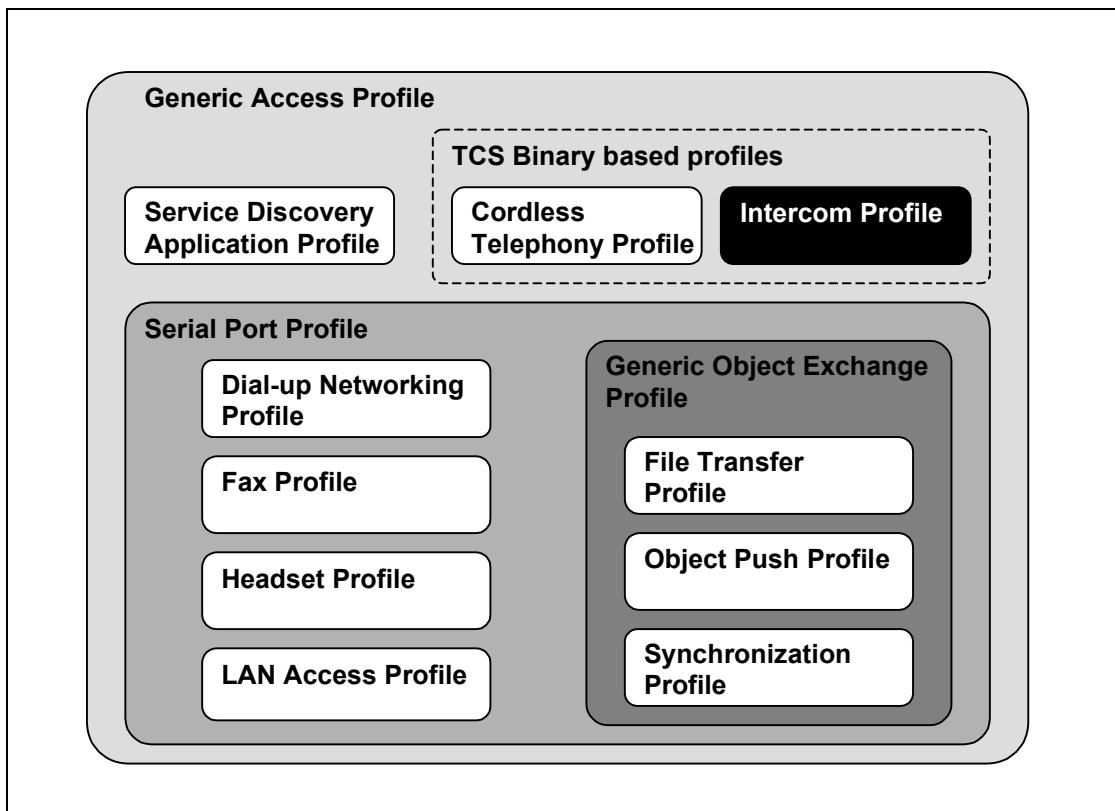 Generic Access Profile
TCS Binary based profiles
Service Discovery
Application Profile
Cordless
Telephony Profile
Intercom Profile
Serial Port Profile
Dial-up Networking
Profile
Fax Profile
Headset Profile
LAN Access Profile
Generic Object Exchange
Profile
File Transfer
Profile
Object Push Profile
Synchronization
Profile